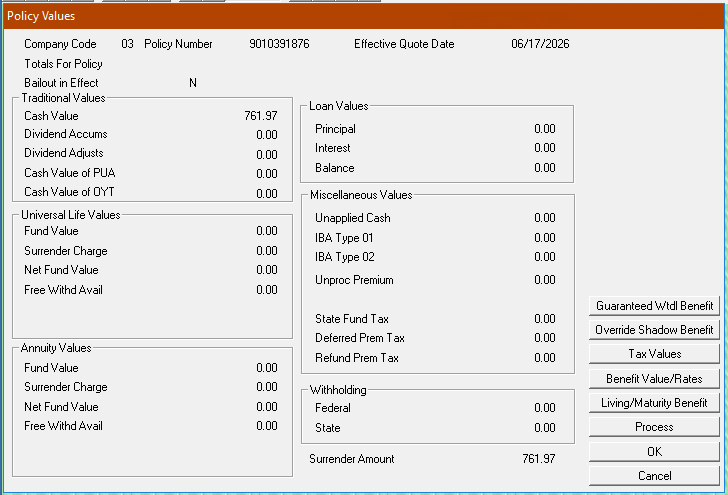 Policy Values
Company Code 03 Policy Number 9010391876 Effective Quote Date 06/17/2026
Totals For Policy
Bailout in Effect N
Traditional Values
Cash Value 761.97
Dividend Accums 0.00
Dividend Adjusts 0.00
Cash Value of PUA 0.00
Cash Value of OYT 0.00
Universal Life Values
Fund Value 0.00
Surrender Charge 0.00
Net Fund Value 0.00
Free Withd Avail 0.00
Annuity Values
Fund Value 0.00
Surrender Charge 0.00
Net Fund Value 0.00
Free Withd Avail 0.00
Loan Values
Principal 0.00
Interest 0.00
Balance 0.00
Miscellaneous Values
Unapplied Cash 0.00
IBA Type 01 0.00
IBA Type 02 0.00
Unproc Premium 0.00
State Fund Tax 0.00
Deferred Prem Tax 0.00
Refund Prem Tax 0.00
Withholding
Federal 0.00
State 0.00
Surrender Amount 761.97
Guaranteed Wtdl Benefit
Override Shadow Benefit
Tax Values
Benefit Value/Rates
Living/Maturity Benefit
Process
OK
Cancel